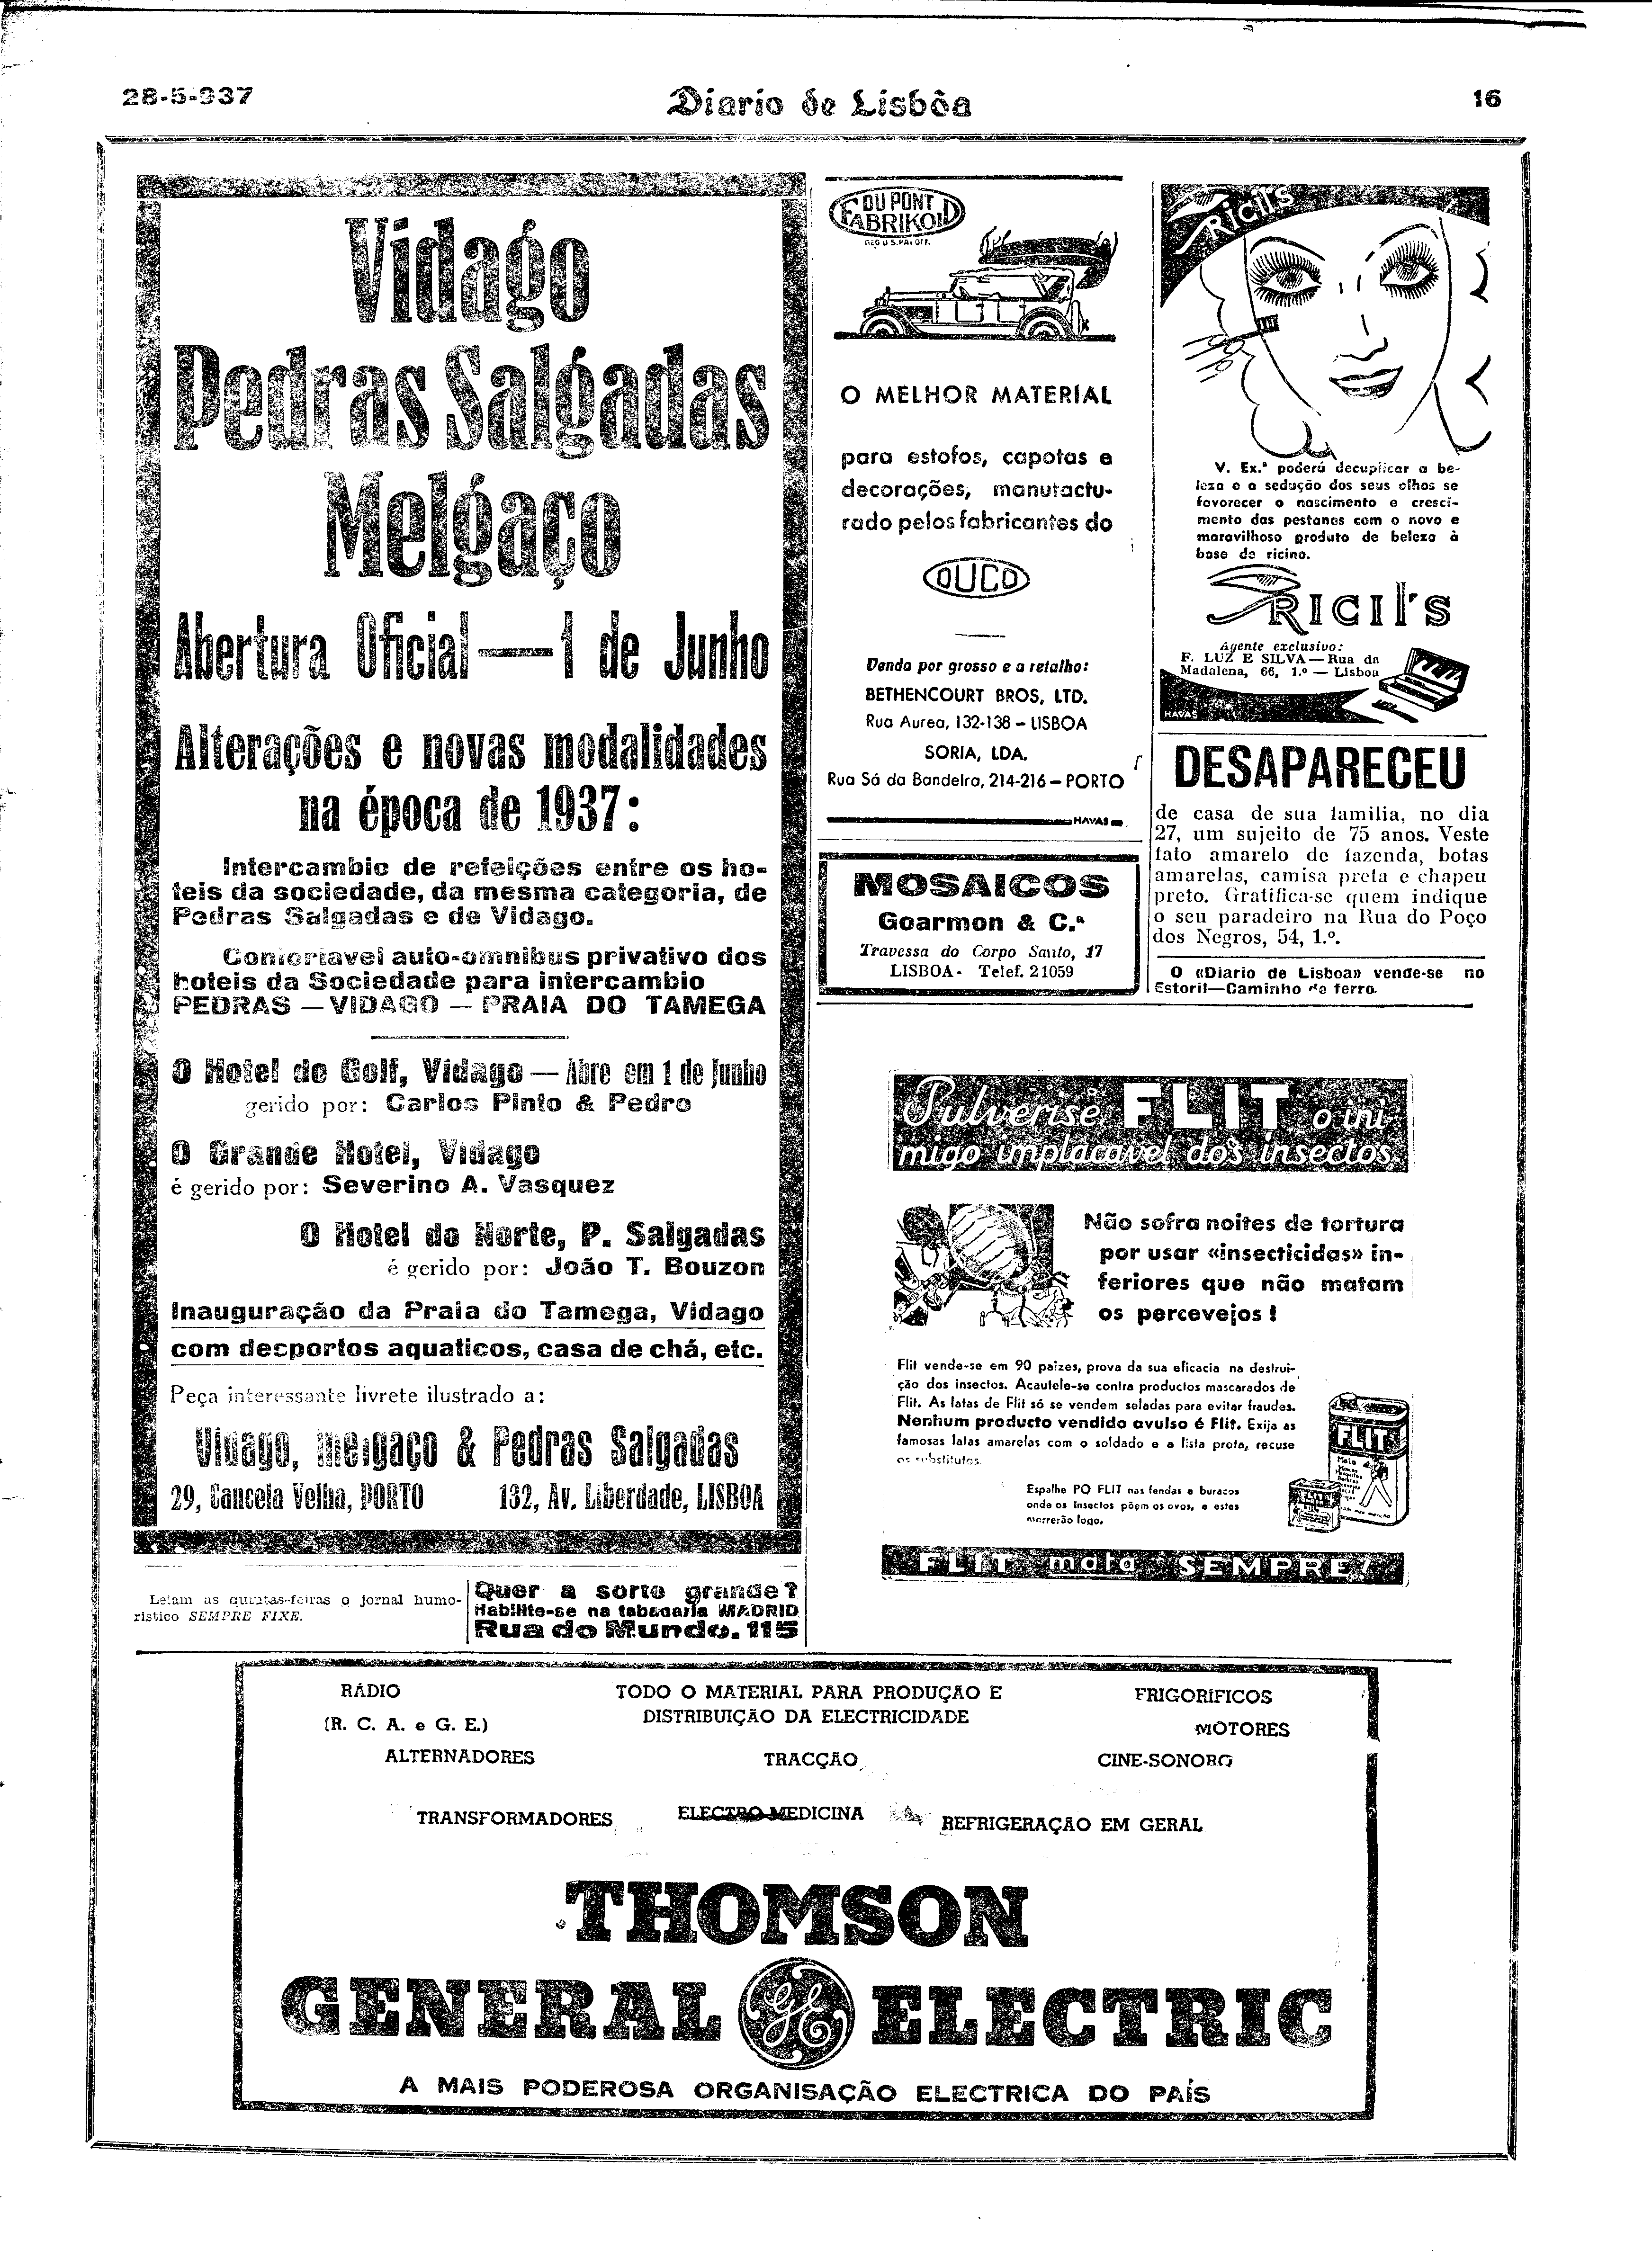 28-5-937
Diario de Lisbôa
16
Vidago
Pedras Salgadas
Melgaço
Abertura Oficial—1 de Junho
Alterações e novas modalidades
na época de 1937:
Intercambio de refeições entre os ho-
teis da sociedade, da mesma categoria, de
Pedras Salgadas e de Vidago.
Confortavel auto-omnibus privativo dos
hoteis da Sociedade para intercambio
PEDRAS — VIDAGO — PRAIA DO TAMEGA
O Hotel do Golf, Vidago — Abre em 1 de Junho
gerido por: Carlos Pinto & Pedro
O Grande Hotel, Vidago
é gerido por: Severino A. Vasquez
O Hotel do Norte, P. Salgadas
é gerido por: João T. Bouzon
Inauguração da Praia do Tamega, Vidago
com desportos aquaticos, casa de chá, etc.
Peça interessante livrete ilustrado a:
Vidago, Melgaço & Pedras Salgadas
29, Cancela Velha, PORTO 132, Av. Liberdade, LISBOA
Leiam as quintas-feiras o jornal humo-
ristico SEMPRE FIXE.
Quer a sorte grande?
Habilite-se na tabacaria MADRID
Rua do Mundo, 115
DU PONT
FABRIKOID
REG U.S. PAT OFF.
O MELHOR MATERIAL
para estofos, capotas e
decorações, manufactu-
rado pelos fabricantes do
DUCO
Venda por grosso e a retalho:
BETHENCOURT BROS, LTD.
Rua Aurea, 132-138 – LISBOA
SORIA, LDA.
Rua Sá da Bandeira, 214-216 – PORTO
HAVAS
MOSAICOS
Goarmon & C.ª
Travessa do Corpo Santo, 17
LISBOA - Telef. 21059
Ricil's
V. Ex.ª poderá decuplicar a be-
leza e a sedução dos seus olhos se
favorecer o nascimento e cresci-
mento das pestanas com o novo e
maravilhoso produto de beleza à
base de ricino.
RICIL'S
Agente exclusivo:
F. LUZ E SILVA — Rua da
Madalena, 66, 1.º — Lisboa
HAVAS
DESAPARECEU
de casa de sua familia, no dia
27, um sujeito de 75 anos. Veste
fato amarelo de fazenda, botas
amarelas, camisa preta e chapeu
preto. Gratifica-se quem indique
o seu paradeiro na Rua do Poço
dos Negros, 54, 1.º.
O «Diario de Lisboa» vende-se no
Estoril—Caminho de ferro.
Pulverise FLIT o ini-
migo implacavel dos insectos
Não sofra noites de tortura
por usar «insecticidas» in-
feriores que não matam
os percevejos!
Flit vende-se em 90 paizes, prova da sua eficacia na destrui-
ção dos insectos. Acautele-se contra productos mascarados de
Flit. As latas de Flit só se vendem seladas para evitar fraudes.
Nenhum producto vendido avulso é Flit. Exija as
famosas latas amarelas com o soldado e a lista preta, recuse
os substitutos.
FLIT
Espalhe PO FLIT nas fendas e buracos
onde os insectos põem os ovos, e estes
morrerão logo.
FLIT mata SEMPRE!
RÁDIO
(R. C. A. e G. E.)
TODO O MATERIAL PARA PRODUÇÃO E
DISTRIBUIÇÃO DA ELECTRICIDADE
FRIGORÍFICOS
MOTORES
ALTERNADORES
TRACÇÃO
CINE-SONORO
TRANSFORMADORES
ELECTRO-MEDICINA
REFRIGERAÇÃO EM GERAL
THOMSON
GENERAL GE ELECTRIC
A MAIS PODEROSA ORGANISAÇÃO ELECTRICA DO PAÍS